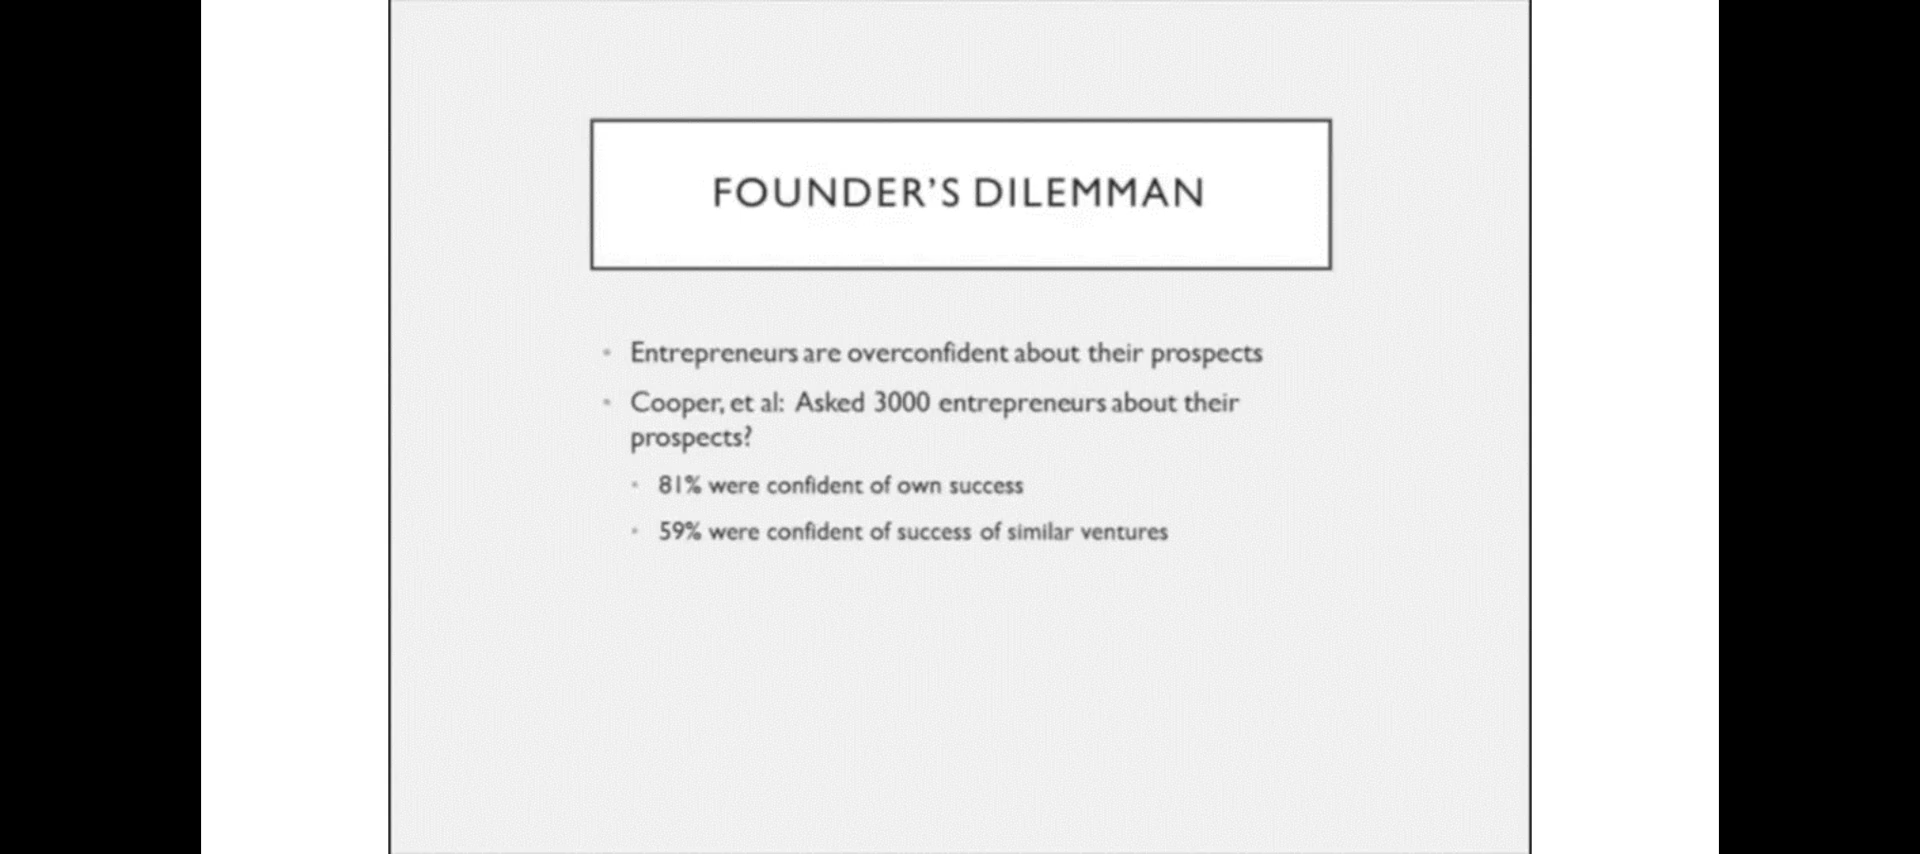 FOUNDER’S DILEMMAN
Entrepreneurs are overconfident about their prospects
Cooper, et al: Asked 3000 entrepreneurs about their
prospects?
81% were confident of own success
59% were confident of success of similar ventures